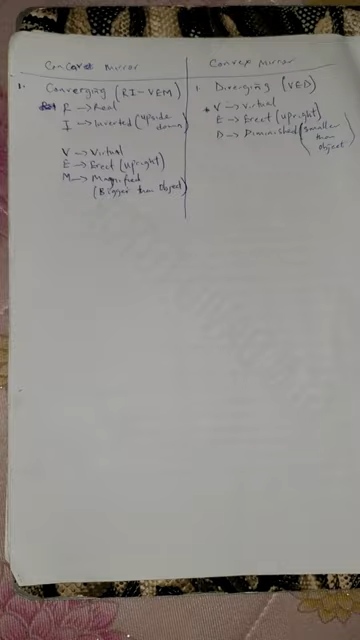 Concave Mirror
1. Converging (RI-VEM)
R → Real
I → Inverted (upside down)
V → Virtual
E → Erect (upright)
M → Magnified
(Bigger than object)
Convex Mirror
1. Diverging (VED)
* V → Virtual
E → Erect (upright)
D → Diminished (smaller
than
object)